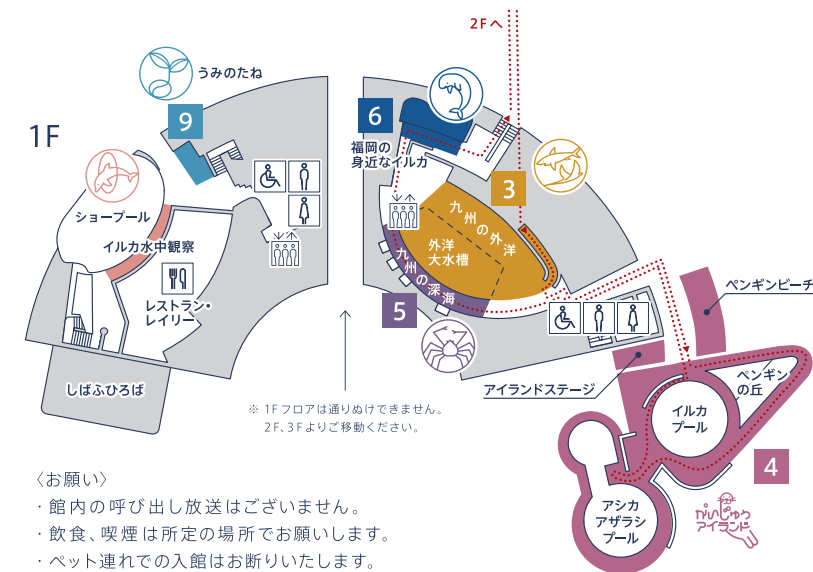 2Fへ
うみのたね
9
1F
6
福岡の
身近なイルカ
3
九州の外洋
外洋
大水槽
九州の深海
5
ショープール
イルカ水中観察
レストラン・
レイリー
しばふひろば
※ 1Fフロアは通りぬけできません。
2F、3Fよりご移動ください。
ペンギンビーチ
アイランドステージ
ペンギン
の丘
イルカ
プール
4
アシカ
アザラシ
プール
かいじゅう
アイランド
〈お願い〉
・館内の呼び出し放送はございません。
・飲食、喫煙は所定の場所でお願いします。
・ペット連れでの入館はお断りいたします。